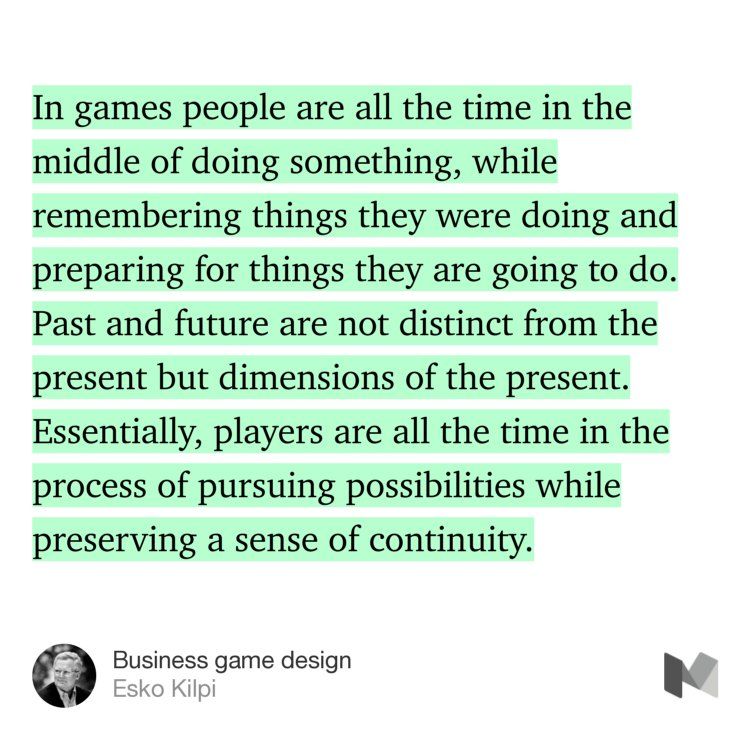 In games people are all the time in the
middle of doing something, while
remembering things they were doing and
preparing for things they are going to do.
Past and future are not distinct from the
present but dimensions of the present.
Essentially, players are all the time in the
process of pursuing possibilities while
preserving a sense of continuity.
Business game design
Esko Kilpi